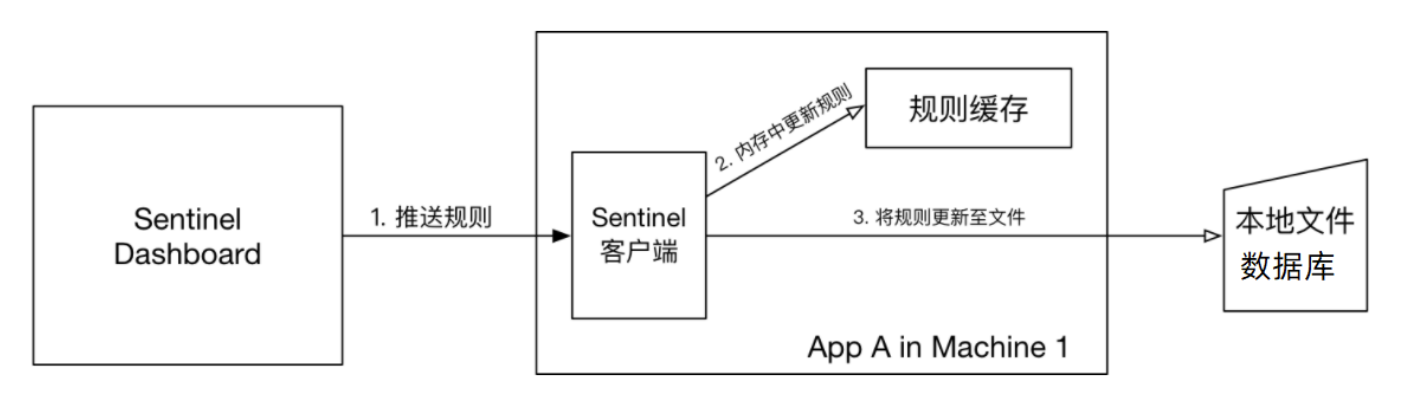 Sentinel
Dashboard
1. 推送规则
Sentinel
客户端
2. 内存中更新规则
规则缓存
3. 将规则更新至文件
本地文件
数据库
App A in Machine 1